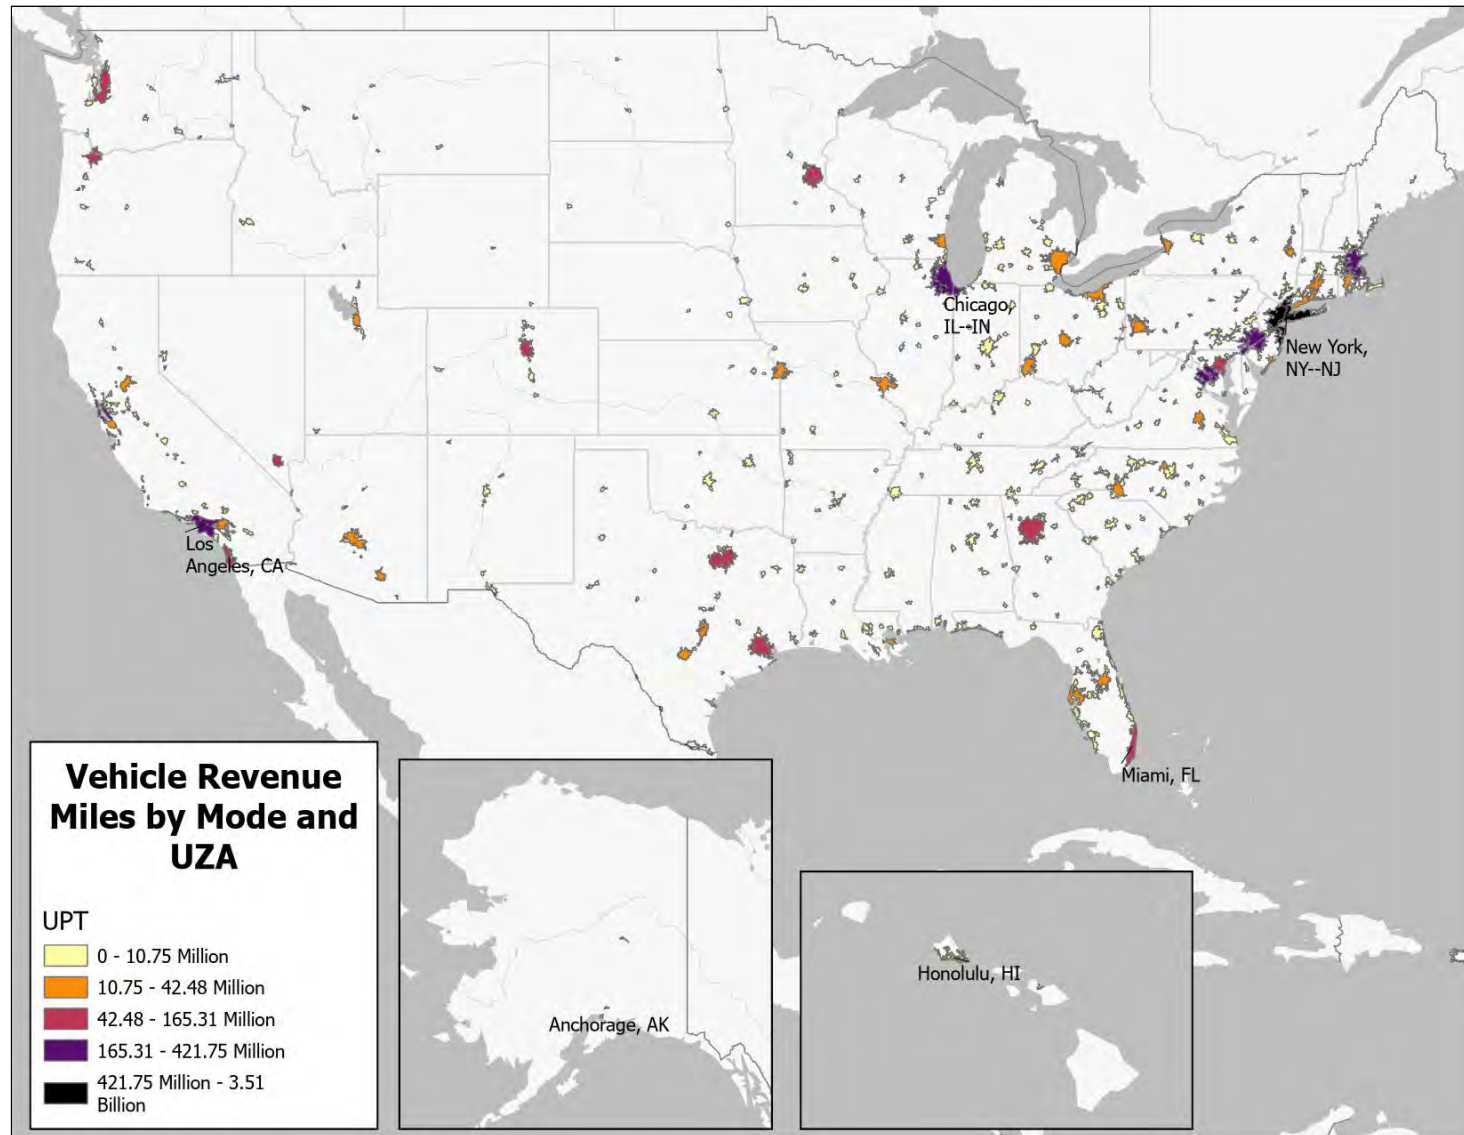 Chicago,
IL--IN
New York,
NY--NJ
Los
Angeles, CA
Miami, FL
Vehicle Revenue
Miles by Mode and
UZA
UPT
0 - 10.75 Million
10.75 - 42.48 Million
42.48 - 165.31 Million
165.31 - 421.75 Million
421.75 Million - 3.51
Billion
Anchorage, AK
Honolulu, HI